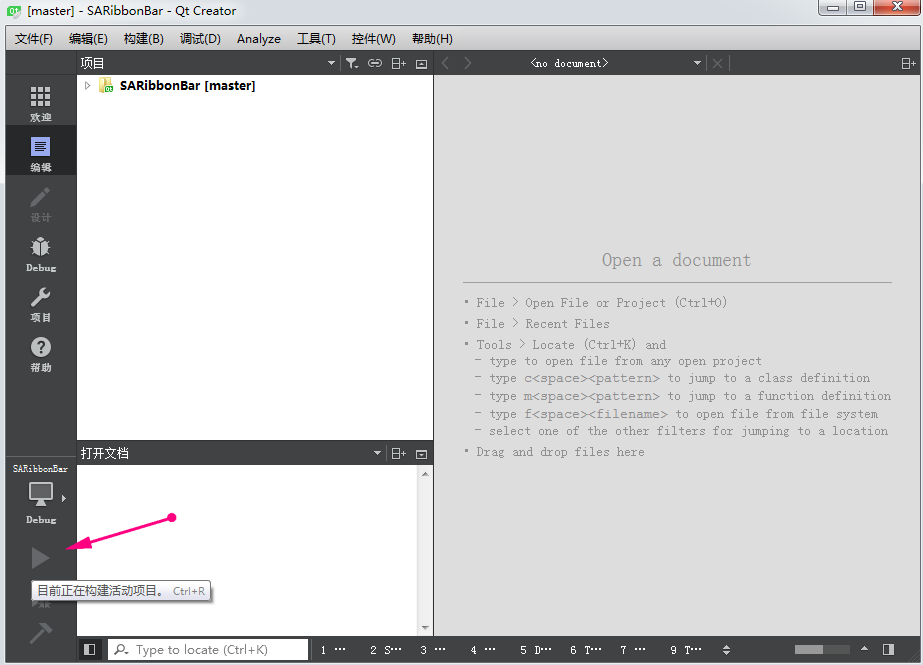 [master] - SARibbonBar - Qt Creator
文件(F) 编辑(E) 构建(B) 调试(D) Analyze 工具(T) 控件(W) 帮助(H)
项目
<no document>
SARibbonBar [master]
欢迎
编辑
设计
Debug
项目
帮助
Open a document
• File > Open File or Project (Ctrl+O)
• File > Recent Files
• Tools > Locate (Ctrl+K) and
- type to open file from any open project
- type c<space><pattern> to jump to a class definition
- type m<space><pattern> to jump to a function definition
- type f<space><filename> to open file from file system
- select one of the other filters for jumping to a location
• Drag and drop files here
打开文档
SARibbonBar
Debug
目前正在构建活动项目。 Ctrl+R
Type to locate (Ctrl+K)
1 ··· 2 S··· 3 ··· 4 ··· 5 D··· 6 T··· 7 ··· 9 T···